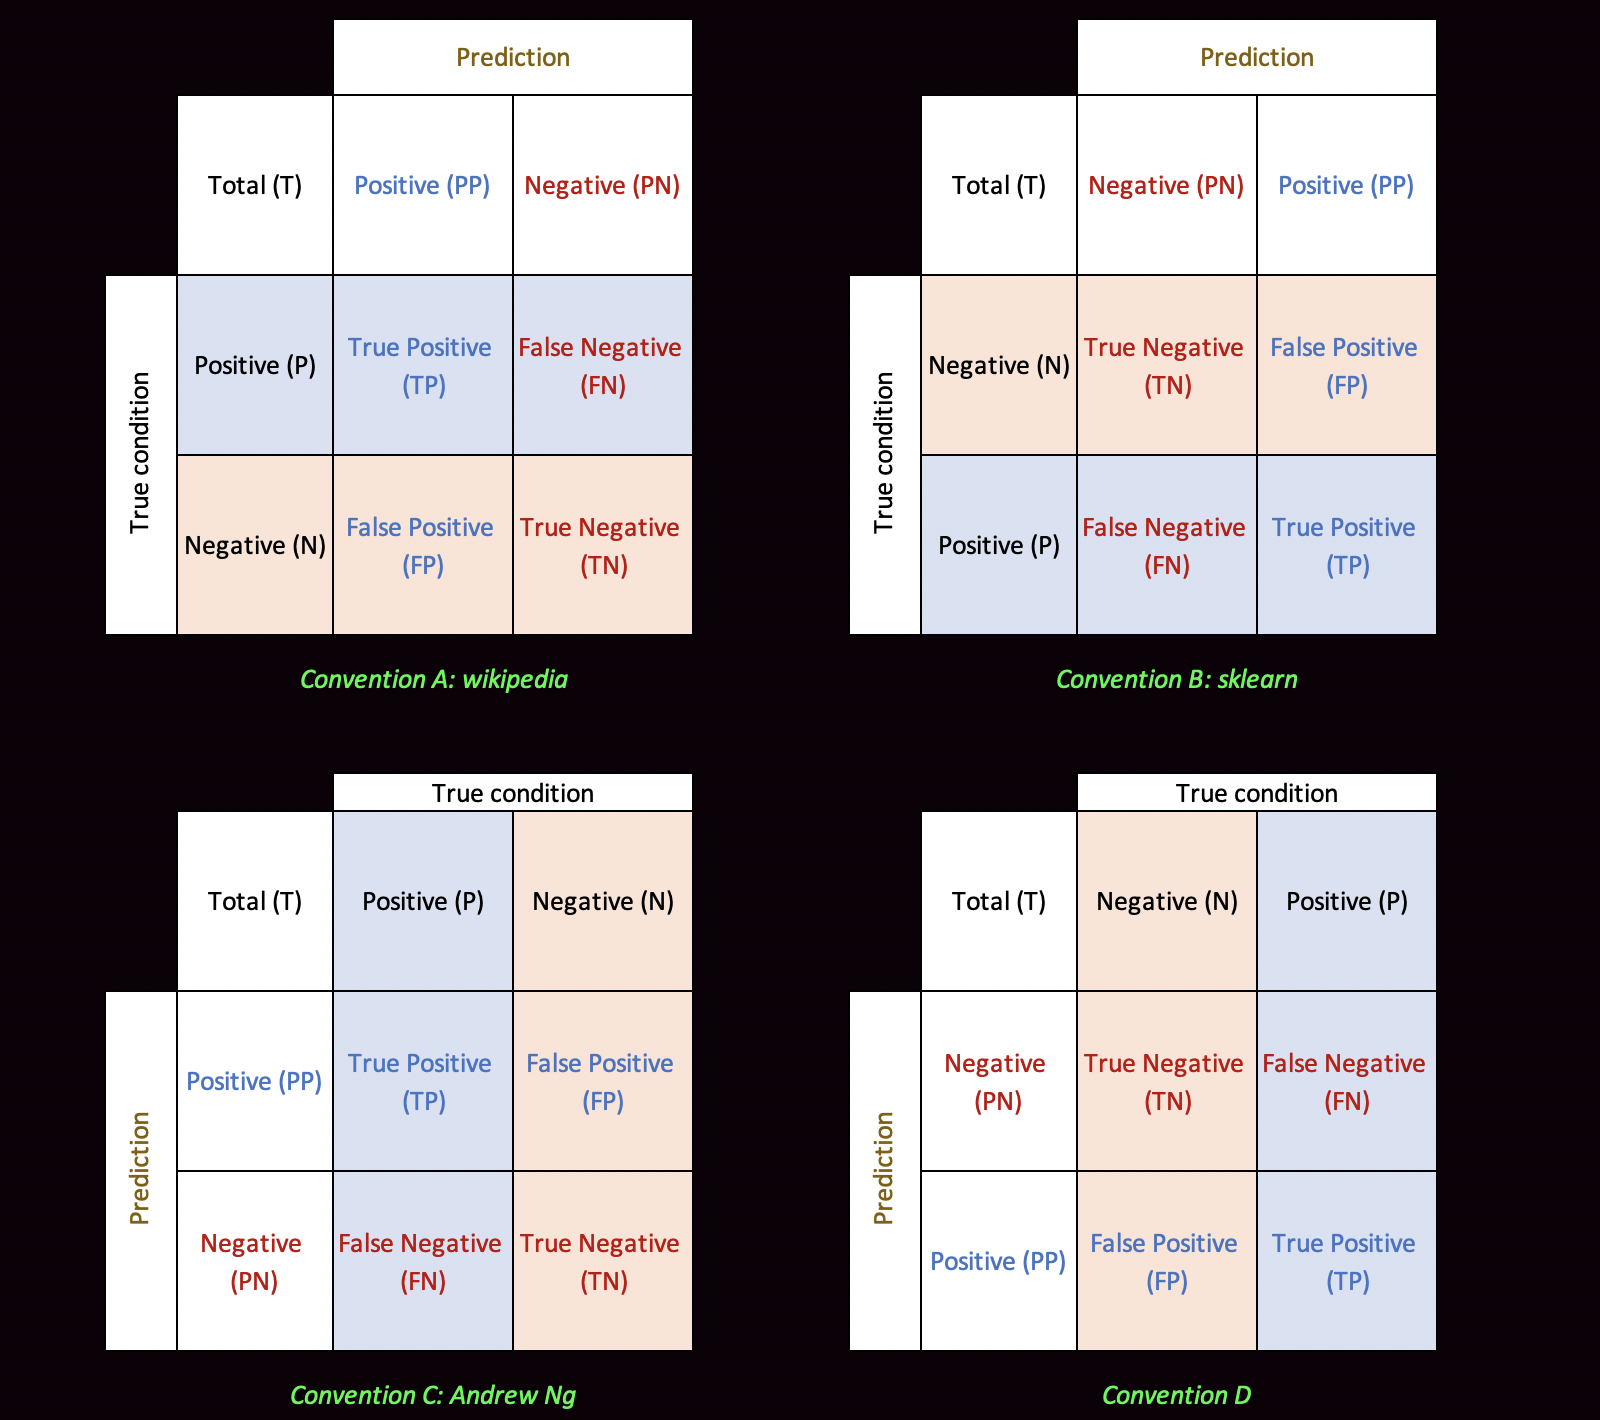 Prediction
Total (T) Positive (PP) Negative (PN)
True condition
Positive (P)
True Positive
(TP)
False Negative
(FN)
Negative (N)
False Positive
(FP)
True Negative
(TN)
Convention A: wikipedia
Prediction
Total (T) Negative (PN) Positive (PP)
True condition
Negative (N)
True Negative
(TN)
False Positive
(FP)
Positive (P)
False Negative
(FN)
True Positive
(TP)
Convention B: sklearn
True condition
Total (T) Positive (P) Negative (N)
Prediction
Positive (PP)
True Positive
(TP)
False Positive
(FP)
Negative
(PN)
False Negative
(FN)
True Negative
(TN)
Convention C: Andrew Ng
True condition
Total (T) Negative (N) Positive (P)
Prediction
Negative
(PN)
True Negative
(TN)
False Negative
(FN)
Positive (PP)
False Positive
(FP)
True Positive
(TP)
Convention D